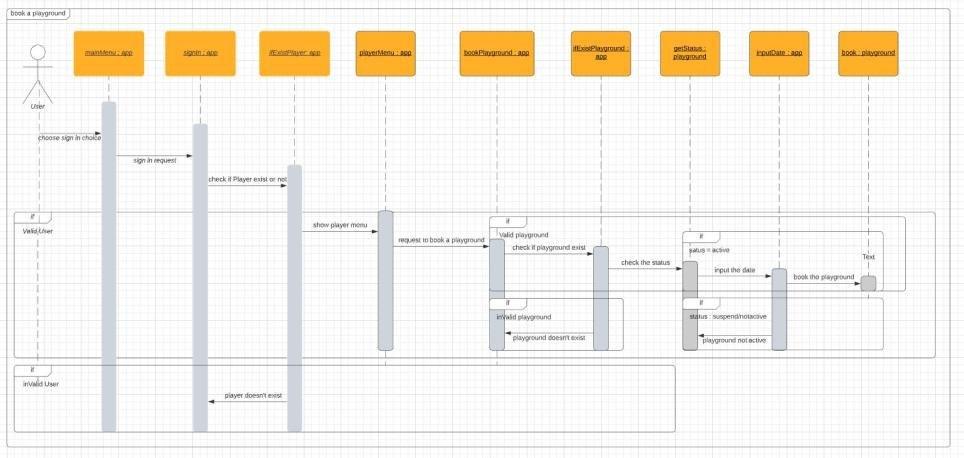 book a playground
mainMenu : app
signIn : app
ifExistPlayer: app
playerMenu : app
bookPlayground : app
ifExistPlayground :
app
getStatus :
playground
inputDate : app
book : playground
User
choose sign in choice
sign in request
check if Player exist or not
if
Valid User
show player menu
request to book a playground
if
Valid playground
check if playground exist
check the status
if
status = active
input the date
book the playground
Text
if
inValid playground
playground doesn't exist
if
status : suspend/notactive
playground not active
if
inValid User
player doesn't exist